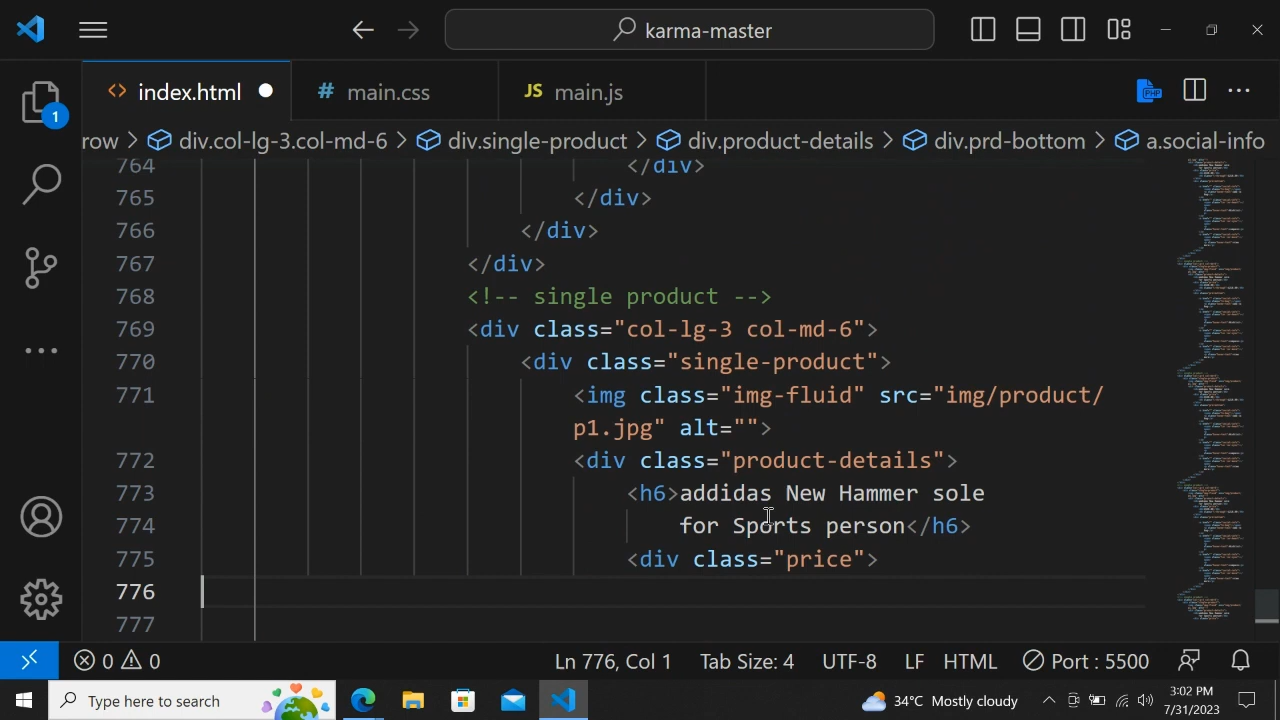 karma-master
<> index.html
# main.css
JS main.js
PHP
1
row > div.col-lg-3.col-md-6 > div.single-product > div.product-details > div.prd-bottom > a.social-info
764 </div>
765 </div>
766 </div>
767 </div>
768 <!-- single product -->
769 <div class="col-lg-3 col-md-6">
770 <div class="single-product">
771 <img class="img-fluid" src="img/product/
p1.jpg" alt="">
772 <div class="product-details">
773 <h6>addidas New Hammer sole
774 for Sports person</h6>
775 <div class="price">
776
777
0 0 Ln 776, Col 1 Tab Size: 4 UTF-8 LF HTML Port : 5500
Type here to search
34°C Mostly cloudy
3:02 PM
7/31/2023